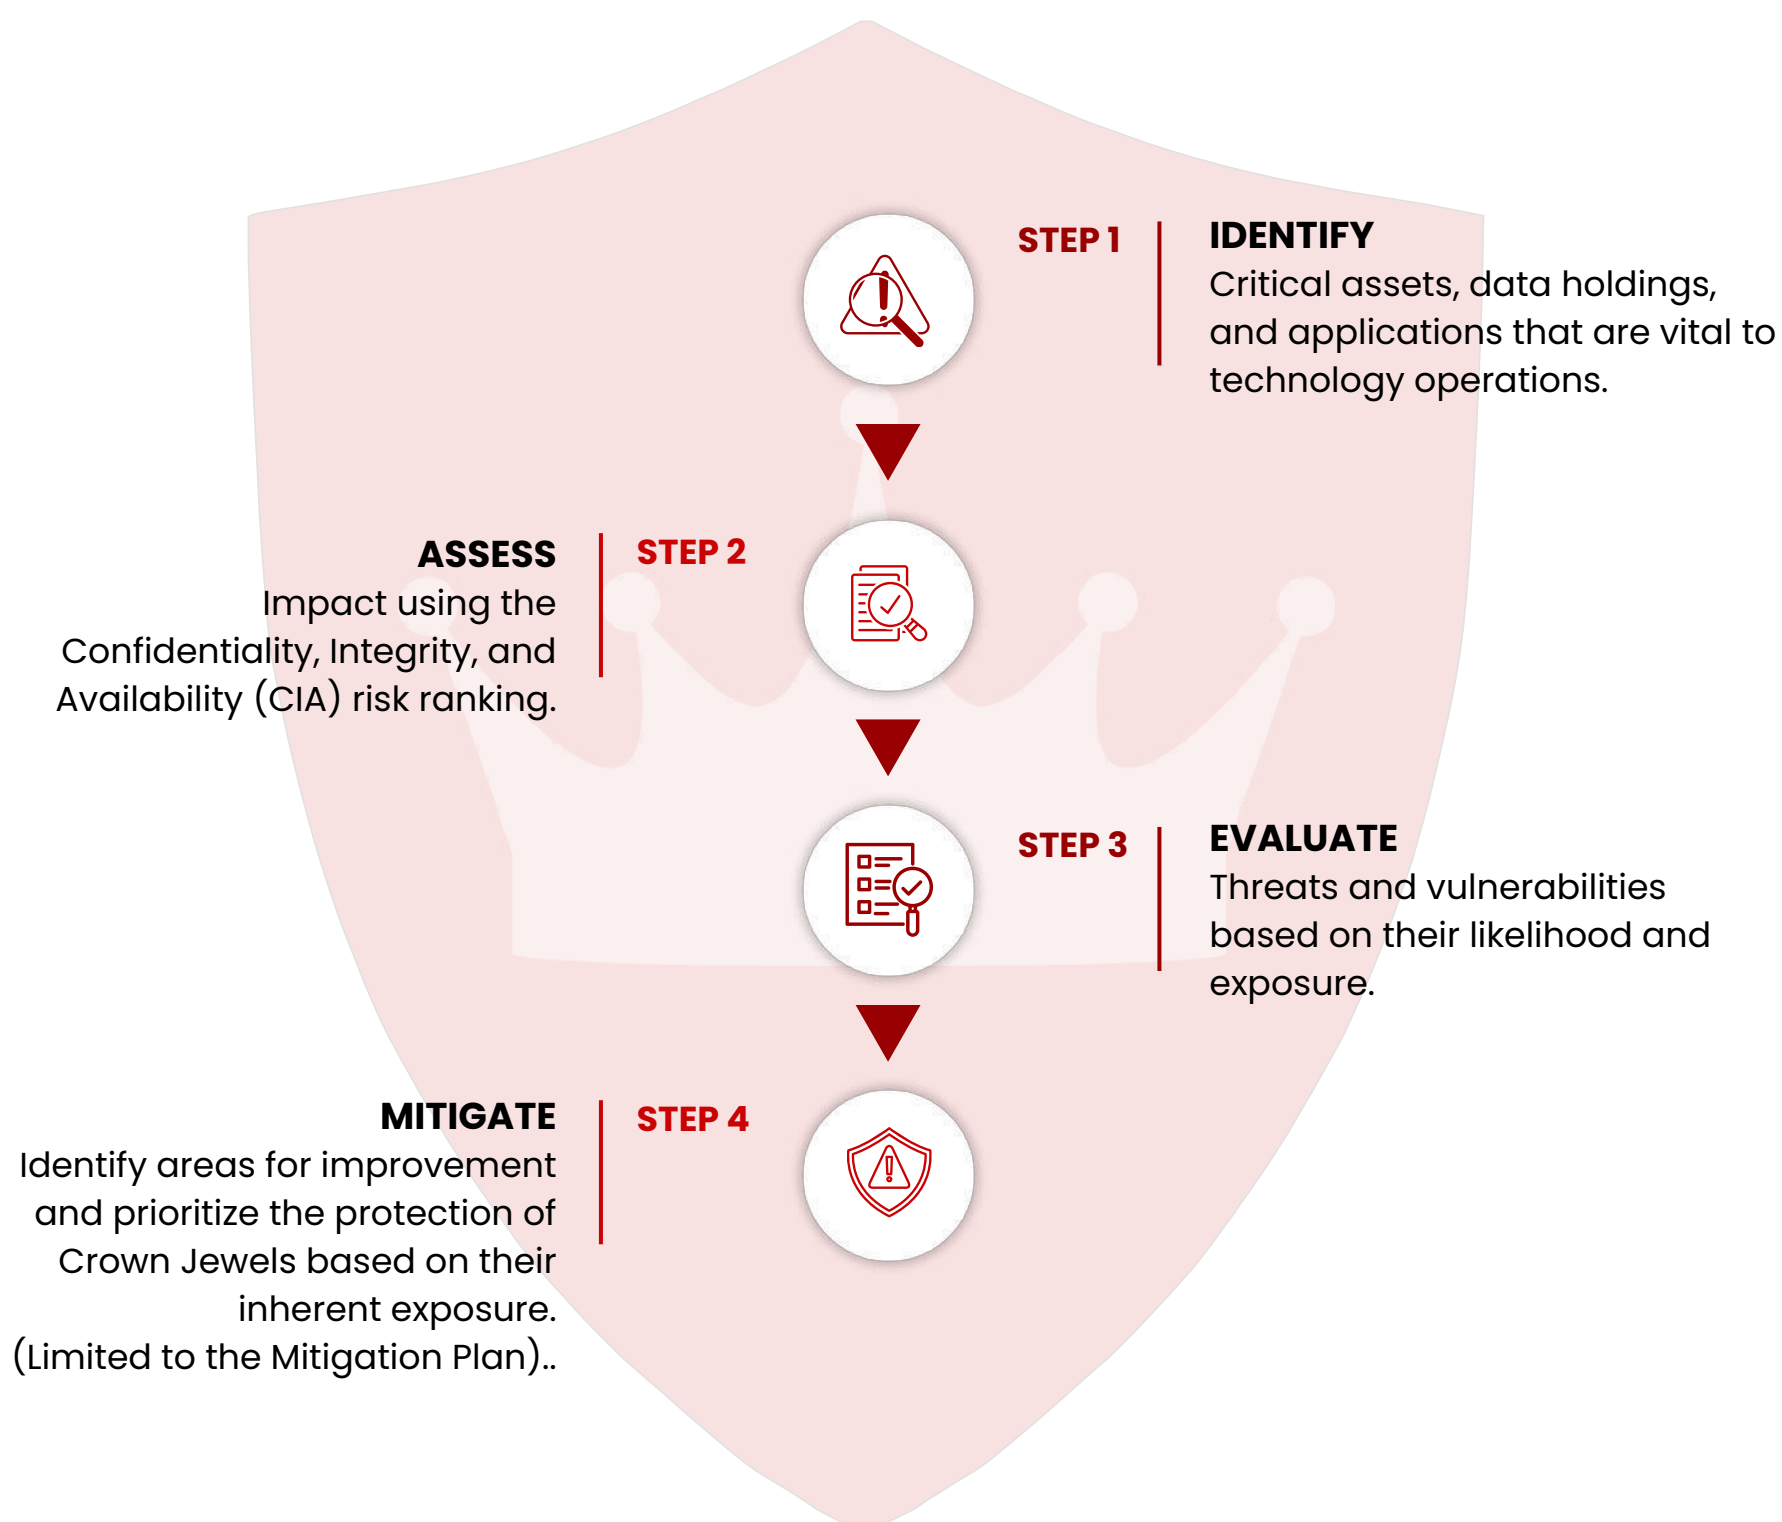 STEP 1
IDENTIFY
Critical assets, data holdings,
and applications that are vital to
technology operations.
STEP 2
ASSESS
Impact using the
Confidentiality, Integrity, and
Availability (CIA) risk ranking.
STEP 3
EVALUATE
Threats and vulnerabilities
based on their likelihood and
exposure.
STEP 4
MITIGATE
Identify areas for improvement
and prioritize the protection of
Crown Jewels based on their
inherent exposure.
(Limited to the Mitigation Plan)..